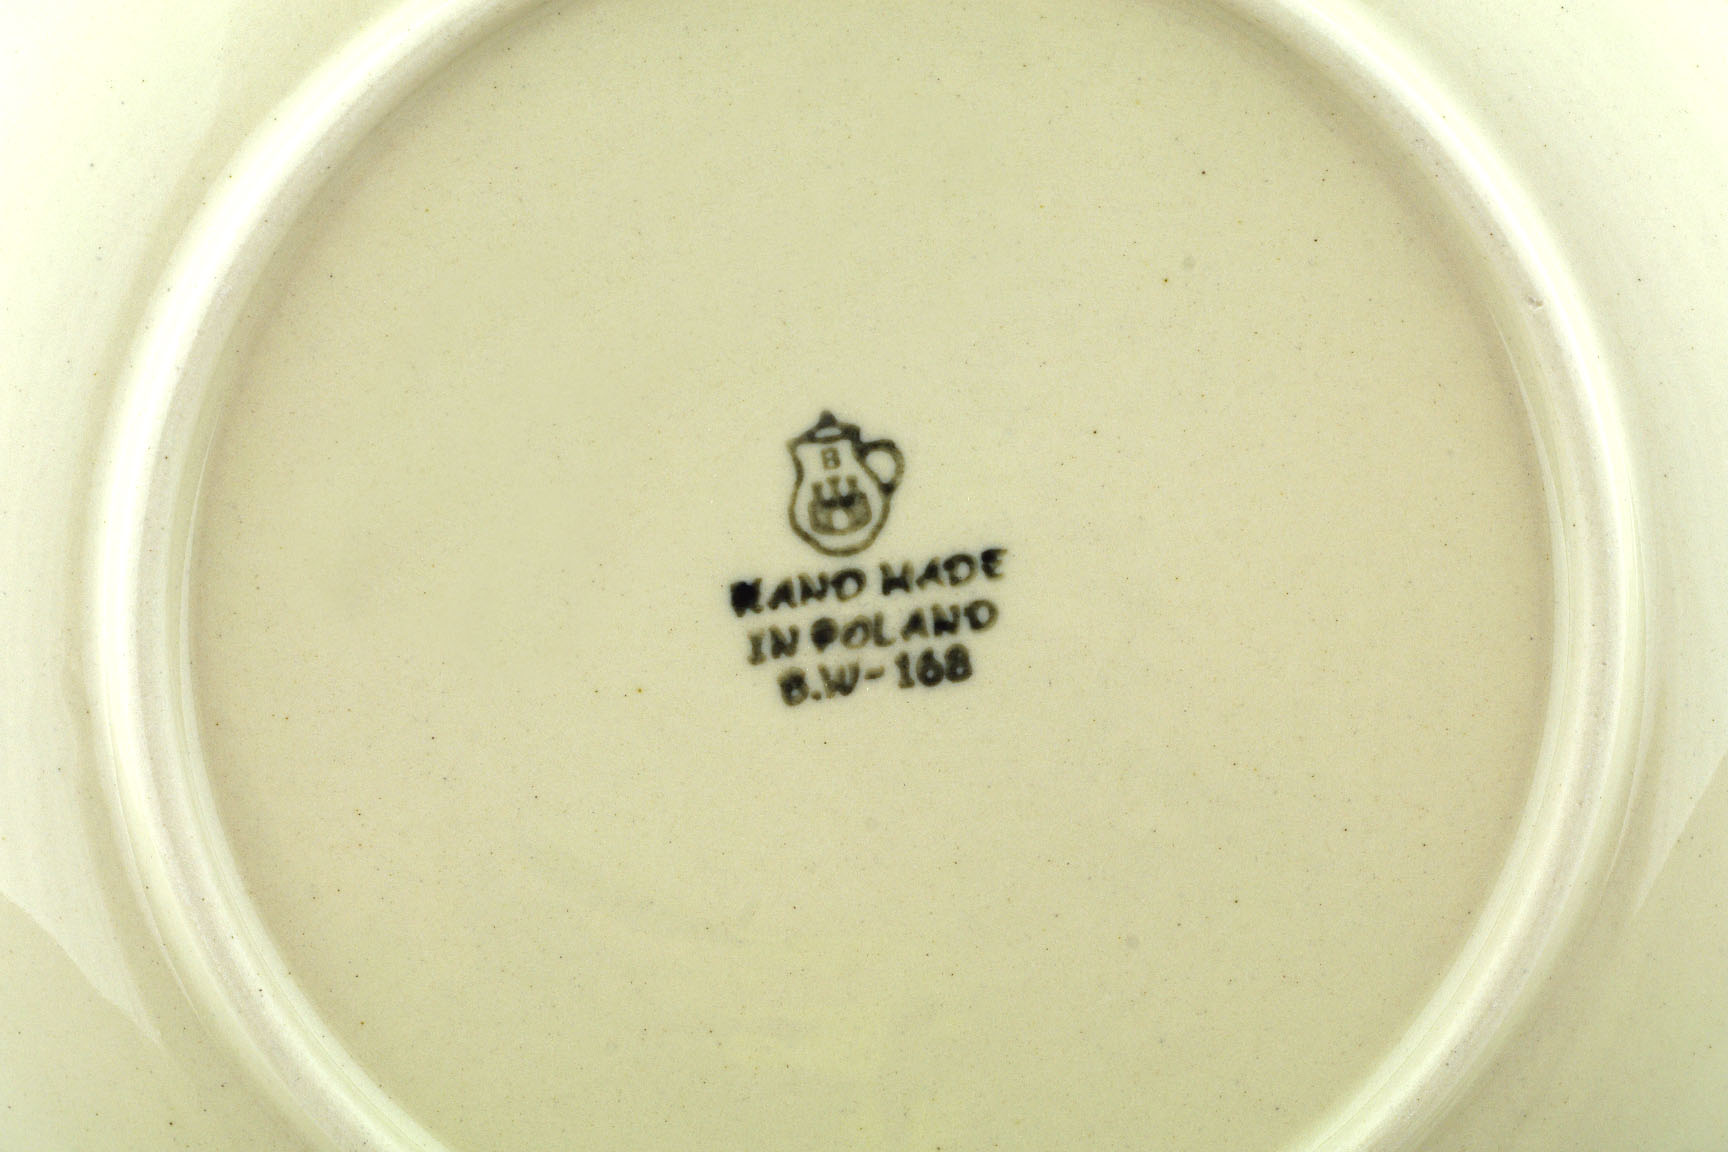 B
HAND MADE
IN POLAND
B.W-168